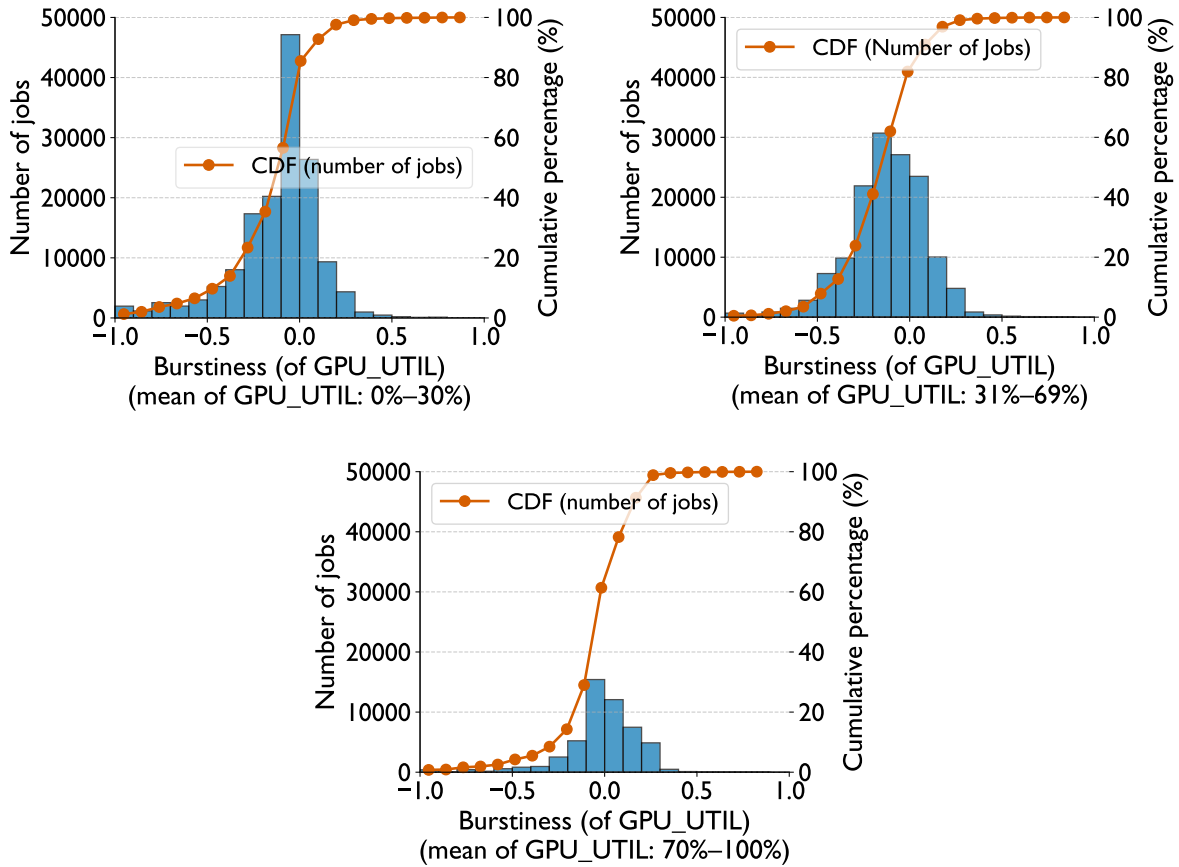 50000
40000
30000
20000
10000
0
Number of jobs
100
80
60
40
20
0
Cumulative percentage (%)
CDF (number of jobs)
−1.0 −0.5 0.0 0.5 1.0
Burstiness (of GPU_UTIL)
(mean of GPU_UTIL: 0%–30%)
50000
40000
30000
20000
10000
0
Number of jobs
100
80
60
40
20
0
Cumulative percentage (%)
CDF (Number of Jobs)
−1.0 −0.5 0.0 0.5 1.0
Burstiness (of GPU_UTIL)
(mean of GPU_UTIL: 31%–69%)
50000
40000
30000
20000
10000
0
Number of jobs
100
80
60
40
20
0
Cumulative percentage (%)
CDF (number of jobs)
−1.0 −0.5 0.0 0.5 1.0
Burstiness (of GPU_UTIL)
(mean of GPU_UTIL: 70%–100%)